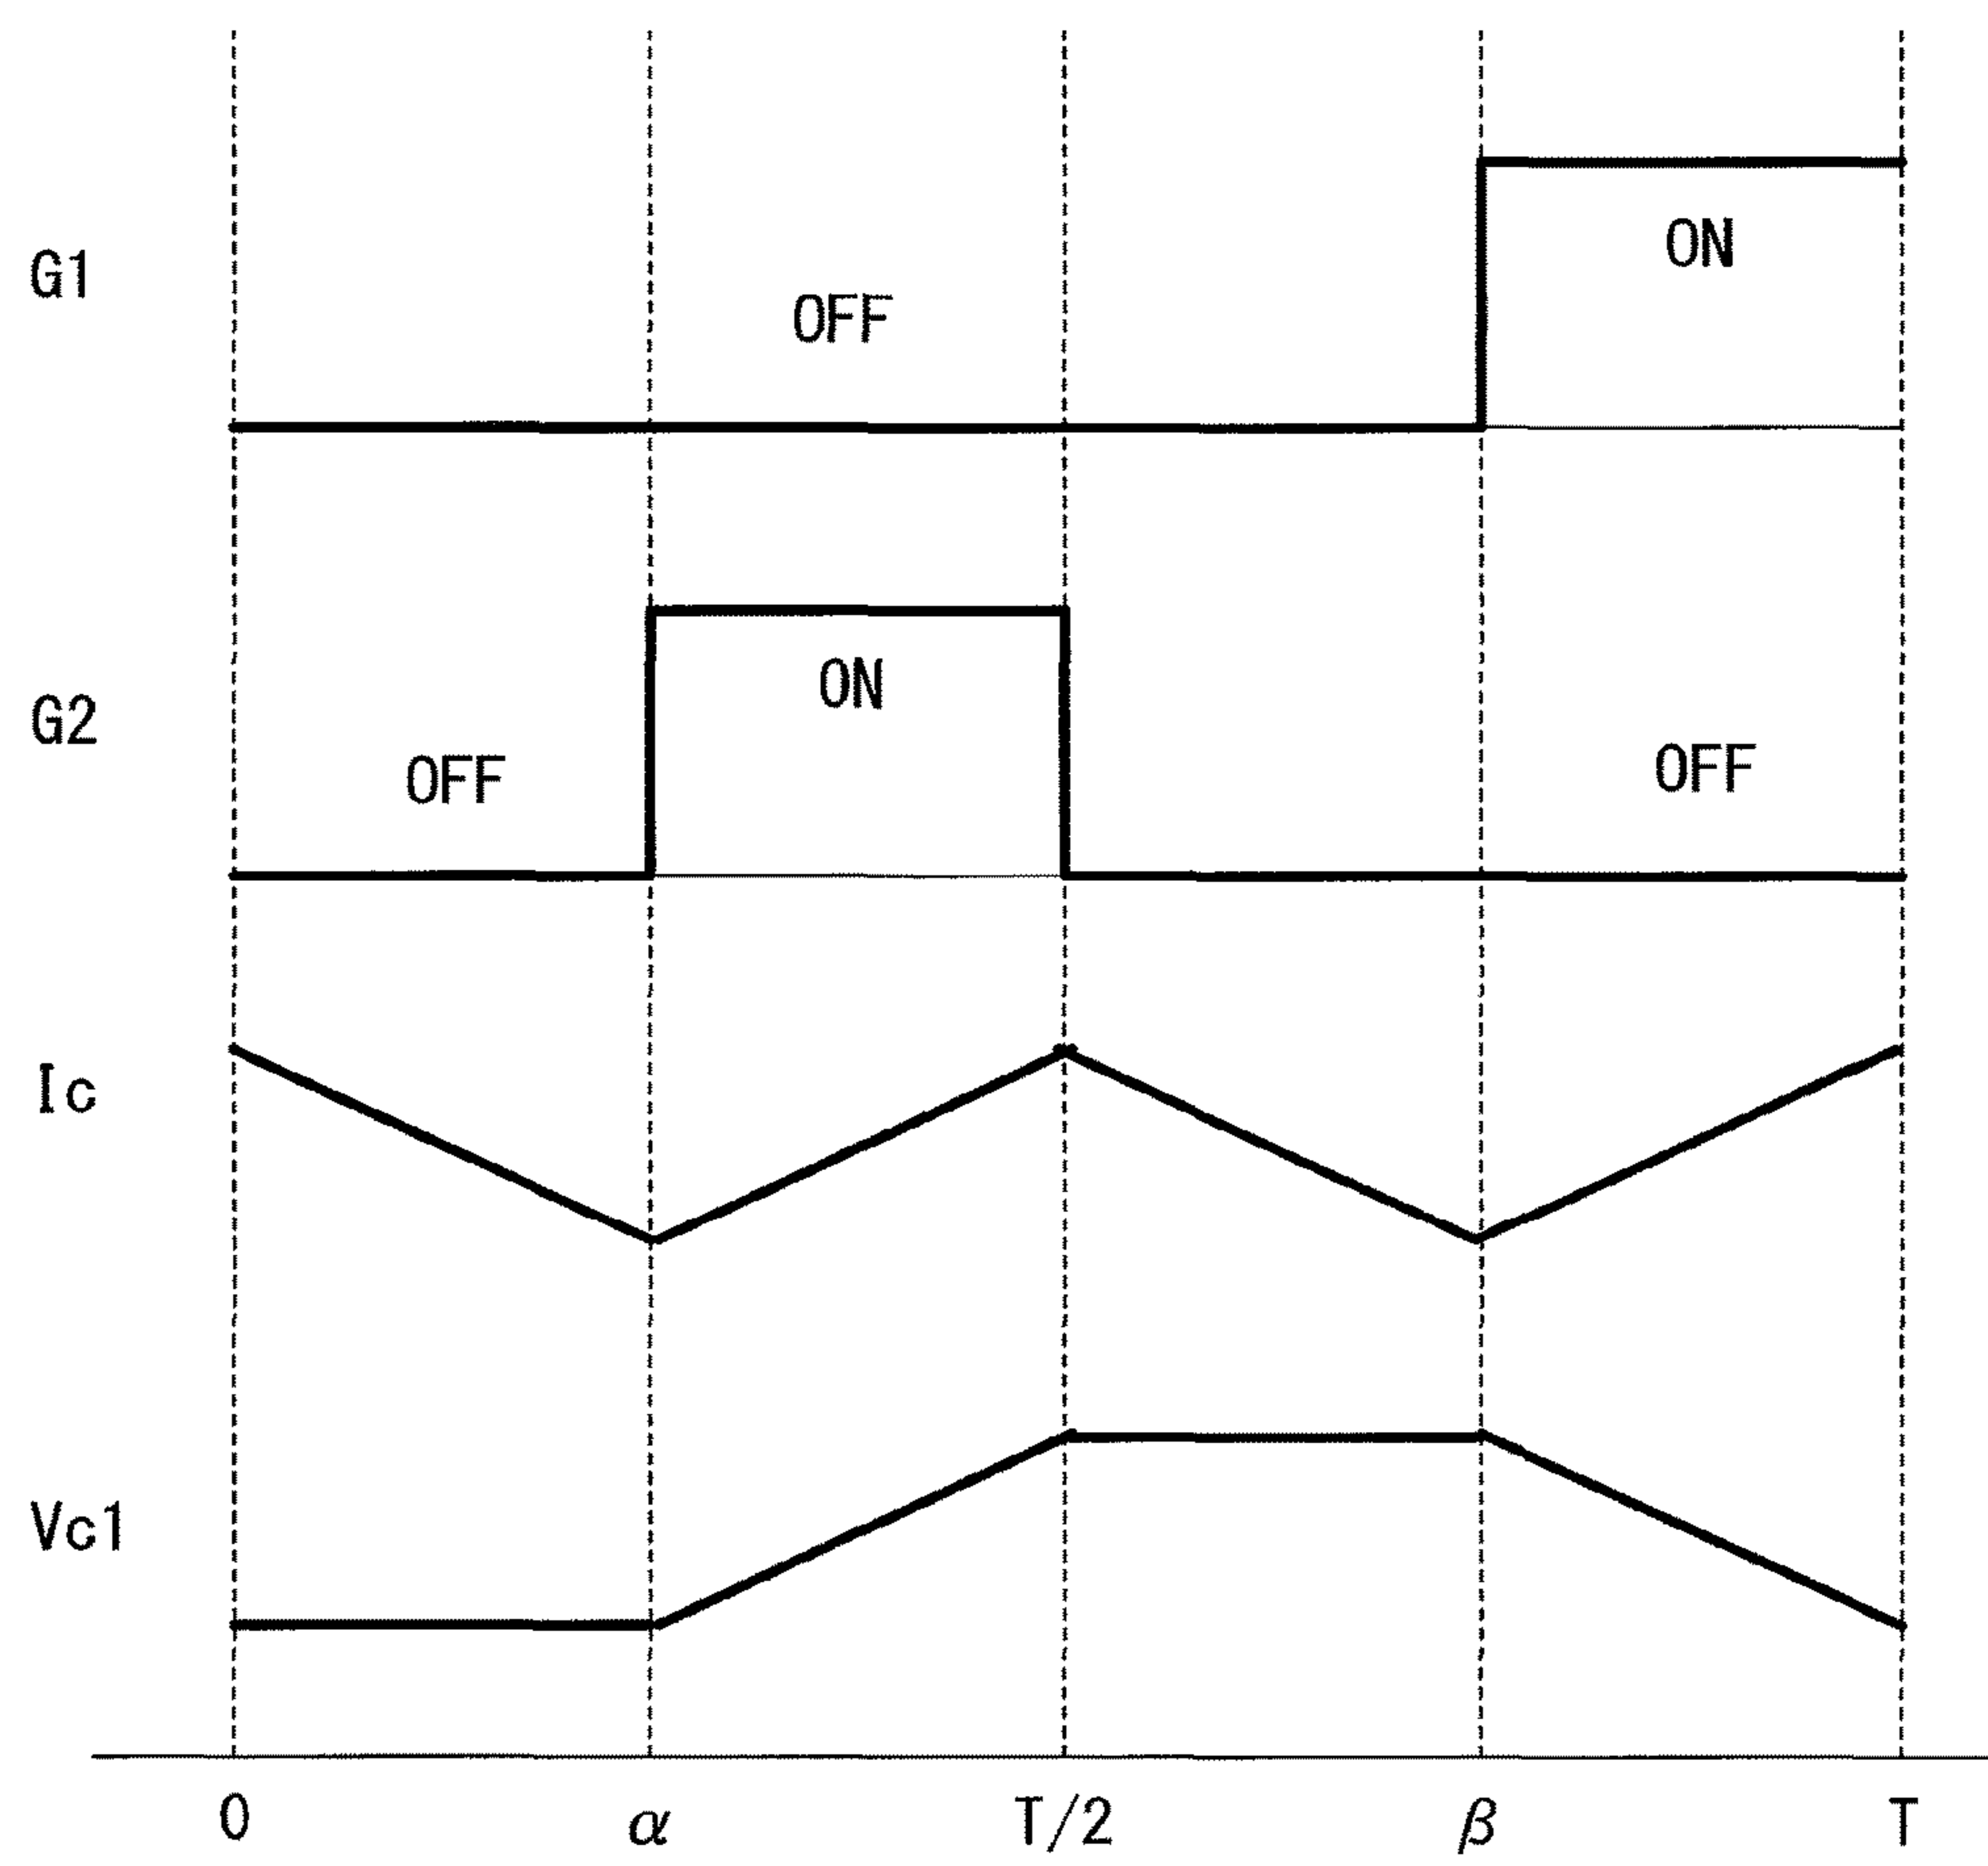 G1
OFF
ON
G2
OFF
ON
OFF
Ic
Vc1
0 α T/2 β T